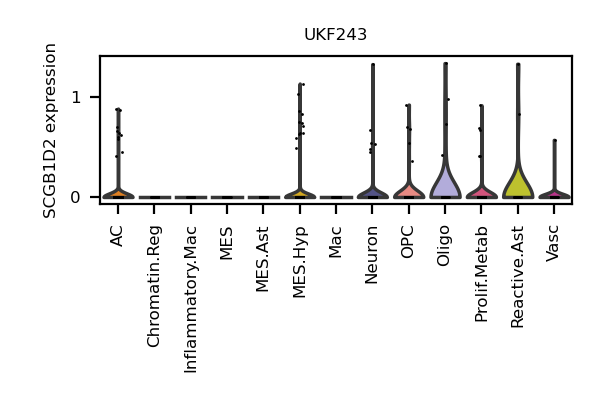 UKF243
SCGB1D2 expression
1
0
AC
Chromatin.Reg
Inflammatory.Mac
MES
MES.Ast
MES.Hyp
Mac
Neuron
OPC
Oligo
Prolif.Metab
Reactive.Ast
Vasc